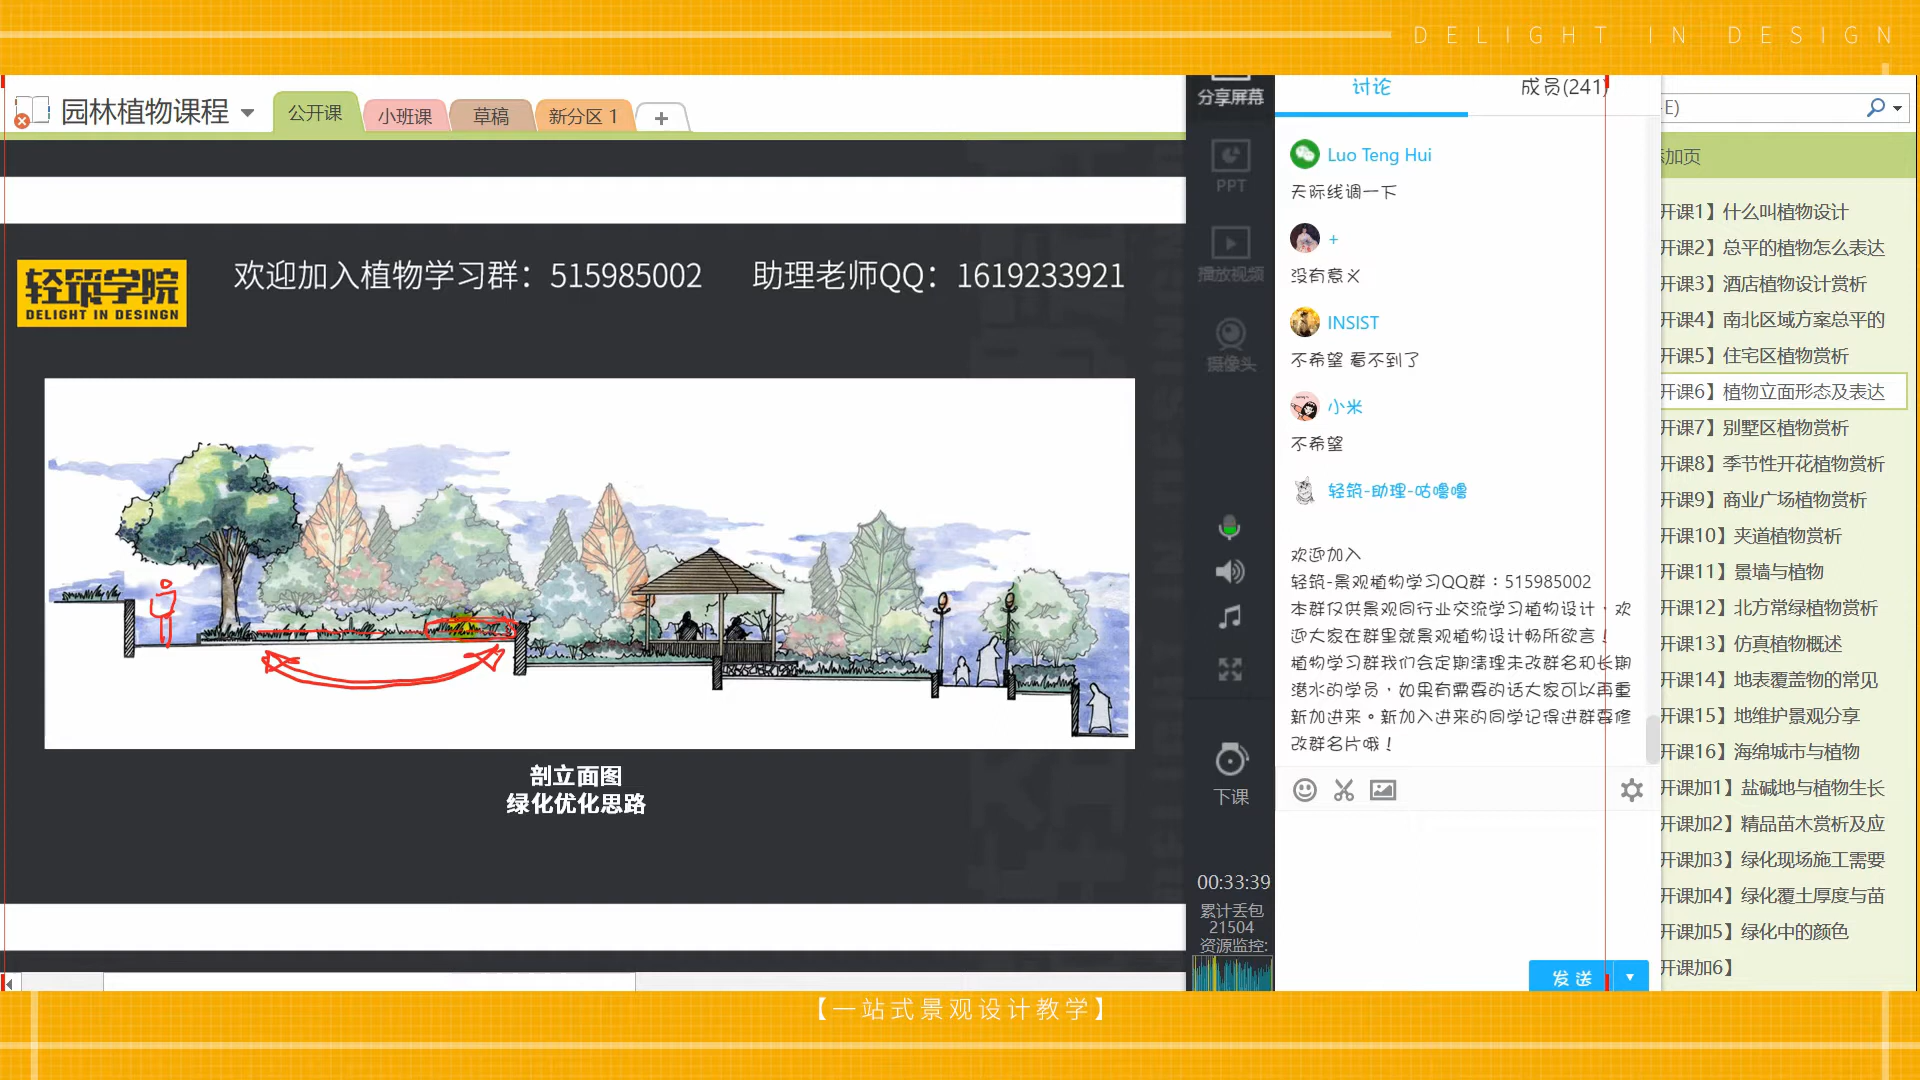 DELIGHT IN DESIGN
园林植物课程
公开课
小班课
草稿
新分区 1
欢迎加入植物学习群：515985002
助理老师QQ：1619233921
轻筑学院
DELIGHT IN DESINGN
剖立面图
绿化优化思路
分享屏幕
PPT
播放视频
摄像头
下课
00:33:39
累计丢包
21504
资源监控:
讨论
成员(241)
Luo Teng Hui
天际线调一下
+
没有意义
INSIST
不希望 看不到了
小米
不希望
轻筑-助理-咕噜噜
欢迎加入
轻筑-景观植物学习QQ群：515985002
本群仅供景观同行业交流学习植物设计，欢
迎大家在群里就景观植物设计畅所欲言！
植物学习群我们会定期清理未改群名和长期
潜水的学员，如果有需要的话大家可以再重
新加进来。新加入进来的同学记得进群要修
改群名片哦！
发送
E)
加页
开课1】什么叫植物设计
开课2】总平的植物怎么表达
开课3】酒店植物设计赏析
开课4】南北区域方案总平的
开课5】住宅区植物赏析
开课6】植物立面形态及表达
开课7】别墅区植物赏析
开课8】季节性开花植物赏析
开课9】商业广场植物赏析
开课10】夹道植物赏析
开课11】景墙与植物
开课12】北方常绿植物赏析
开课13】仿真植物概述
开课14】地表覆盖物的常见
开课15】地维护景观分享
开课16】海绵城市与植物
开课加1】盐碱地与植物生长
开课加2】精品苗木赏析及应
开课加3】绿化现场施工需要
开课加4】绿化覆土厚度与苗
开课加5】绿化中的颜色
开课加6】
【一站式景观设计教学】